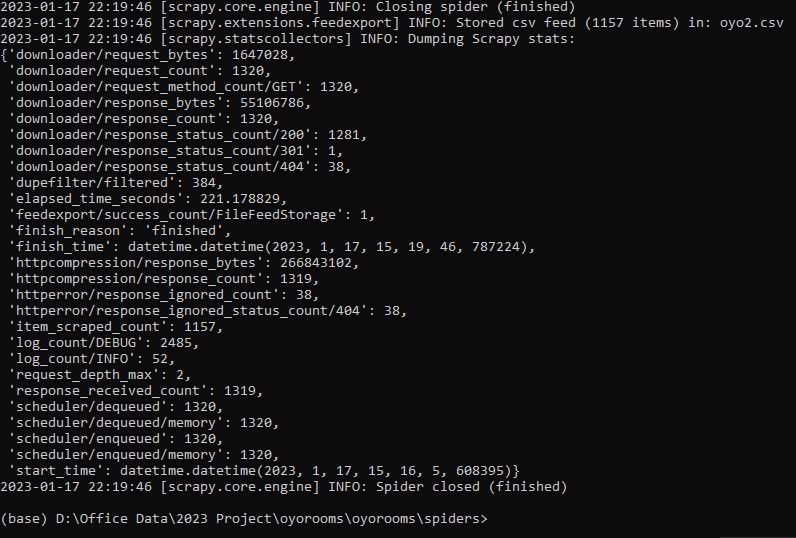 2023-01-17 22:19:46 [scrapy.core.engine] INFO: Closing spider (finished)
2023-01-17 22:19:46 [scrapy.extensions.feedexport] INFO: Stored csv feed (1157 items) in: oyo2.csv
2023-01-17 22:19:46 [scrapy.statscollectors] INFO: Dumping Scrapy stats:
{'downloader/request_bytes': 1647028,
 'downloader/request_count': 1320,
 'downloader/request_method_count/GET': 1320,
 'downloader/response_bytes': 55106786,
 'downloader/response_count': 1320,
 'downloader/response_status_count/200': 1281,
 'downloader/response_status_count/301': 1,
 'downloader/response_status_count/404': 38,
 'dupefilter/filtered': 384,
 'elapsed_time_seconds': 221.178829,
 'feedexport/success_count/FileFeedStorage': 1,
 'finish_reason': 'finished',
 'finish_time': datetime.datetime(2023, 1, 17, 15, 19, 46, 787224),
 'httpcompression/response_bytes': 266843102,
 'httpcompression/response_count': 1319,
 'httperror/response_ignored_count': 38,
 'httperror/response_ignored_status_count/404': 38,
 'item_scraped_count': 1157,
 'log_count/DEBUG': 2485,
 'log_count/INFO': 52,
 'request_depth_max': 2,
 'response_received_count': 1319,
 'scheduler/dequeued': 1320,
 'scheduler/dequeued/memory': 1320,
 'scheduler/enqueued': 1320,
 'scheduler/enqueued/memory': 1320,
 'start_time': datetime.datetime(2023, 1, 17, 15, 16, 5, 608395)}
2023-01-17 22:19:46 [scrapy.core.engine] INFO: Spider closed (finished)
(base) D:\Office Data\2023 Project\oyorooms\oyorooms\spiders>